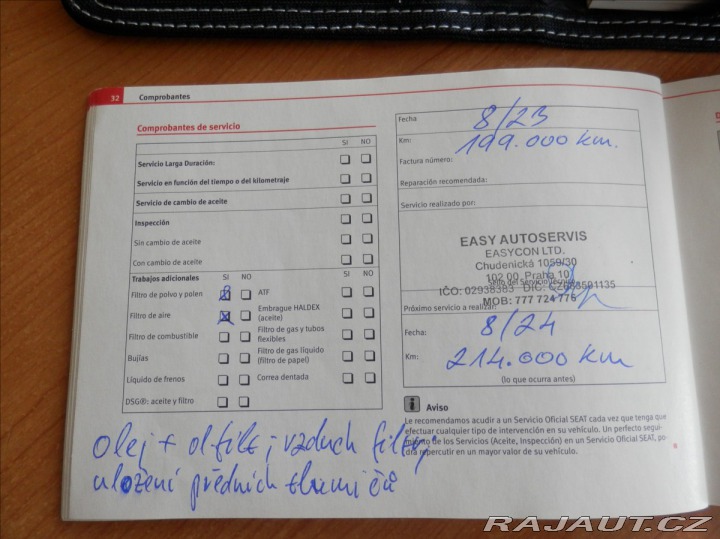 32 Comprobantes
Comprobantes de servicio
SI NO
Servicio Larga Duración:
Servicio en función del tiempo o del kilometraje
Servicio de cambio de aceite
Inspección
Sin cambio de aceite
Con cambio de aceite
Trabajos adicionales SI NO SI NO
Filtro de polvo y polen ATF
Filtro de aire Embrague HALDEX (aceite)
Filtro de combustible Filtro de gas y tubos flexibles
Bujías Filtro de gas líquido (filtro de papel)
Líquido de frenos Correa dentada
DSG®: aceite y filtro
olej + ol. filtr; vzduch filtr;
uložení předních tlumičů
Fecha 8/23
Km: 199.000 km.
Factura número:
Reparación recomendada:
Servicio realizado por:
EASY AUTOSERVIS
EASYCON LTD.
Chudenická 1059/30
102 00, Praha 10
Sello del Servicio Técnico
IČO: 02938383 DIČ: CZ683501135
MOB: 777 724 776
Próximo servicio a realizar:
Fecha: 8/24
Km: 214.000 km
(lo que ocurra antes)
i Aviso
Le recomendamos acudir a un Servicio Oficial SEAT cada vez que tenga que
efectuar cualquier tipo de intervención en su vehículo. Un perfecto segui-
miento de los Servicios (Aceite, Inspección) en un Servicio Oficial SEAT, po-
drá repercutir en un mayor valor de su vehículo.
RAJAUT.CZ